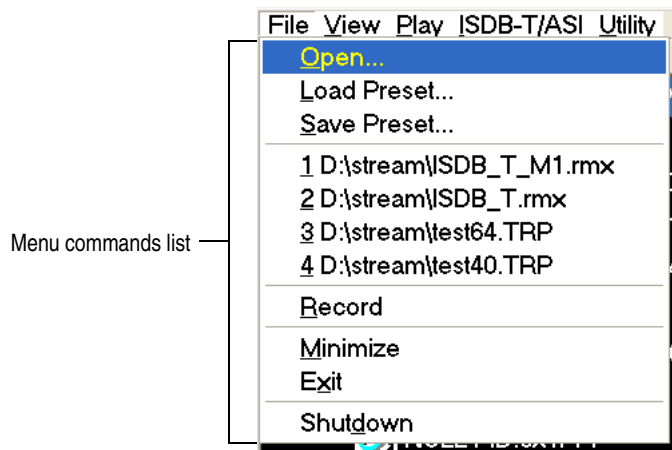 File View Play ISDB-T/ASI Utility
Open...
Load Preset...
Save Preset...
1 D:\stream\ISDB_T_M1.rmx
2 D:\stream\ISDB_T.rmx
3 D:\stream\test64.TRP
4 D:\stream\test40.TRP
Menu commands list
Record
Minimize
Exit
Shutdown